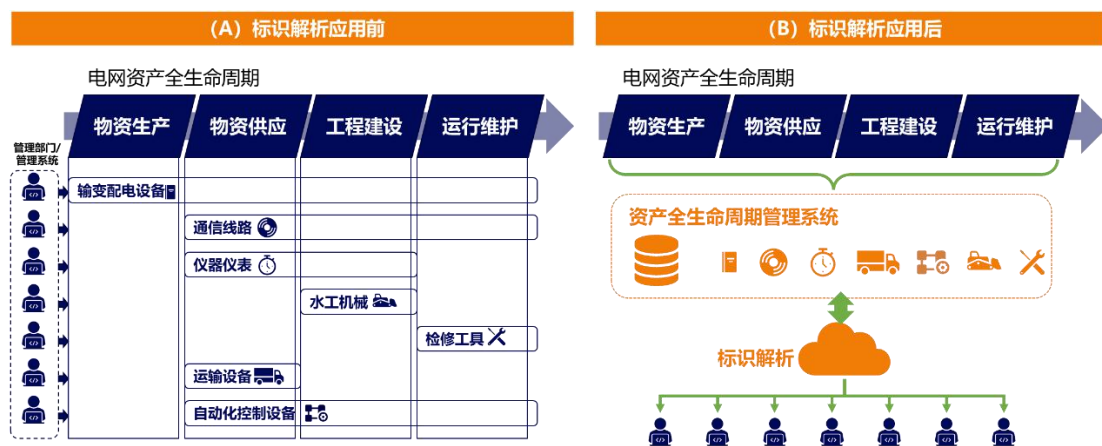 （A）标识解析应用前
电网资产全生命周期
物资生产
物资供应
工程建设
运行维护
管理部门/
管理系统
输变配电设备
通信线路
仪器仪表
水工机械
检修工具
运输设备
自动化控制设备
（B）标识解析应用后
电网资产全生命周期
物资生产
物资供应
工程建设
运行维护
资产全生命周期管理系统
标识解析